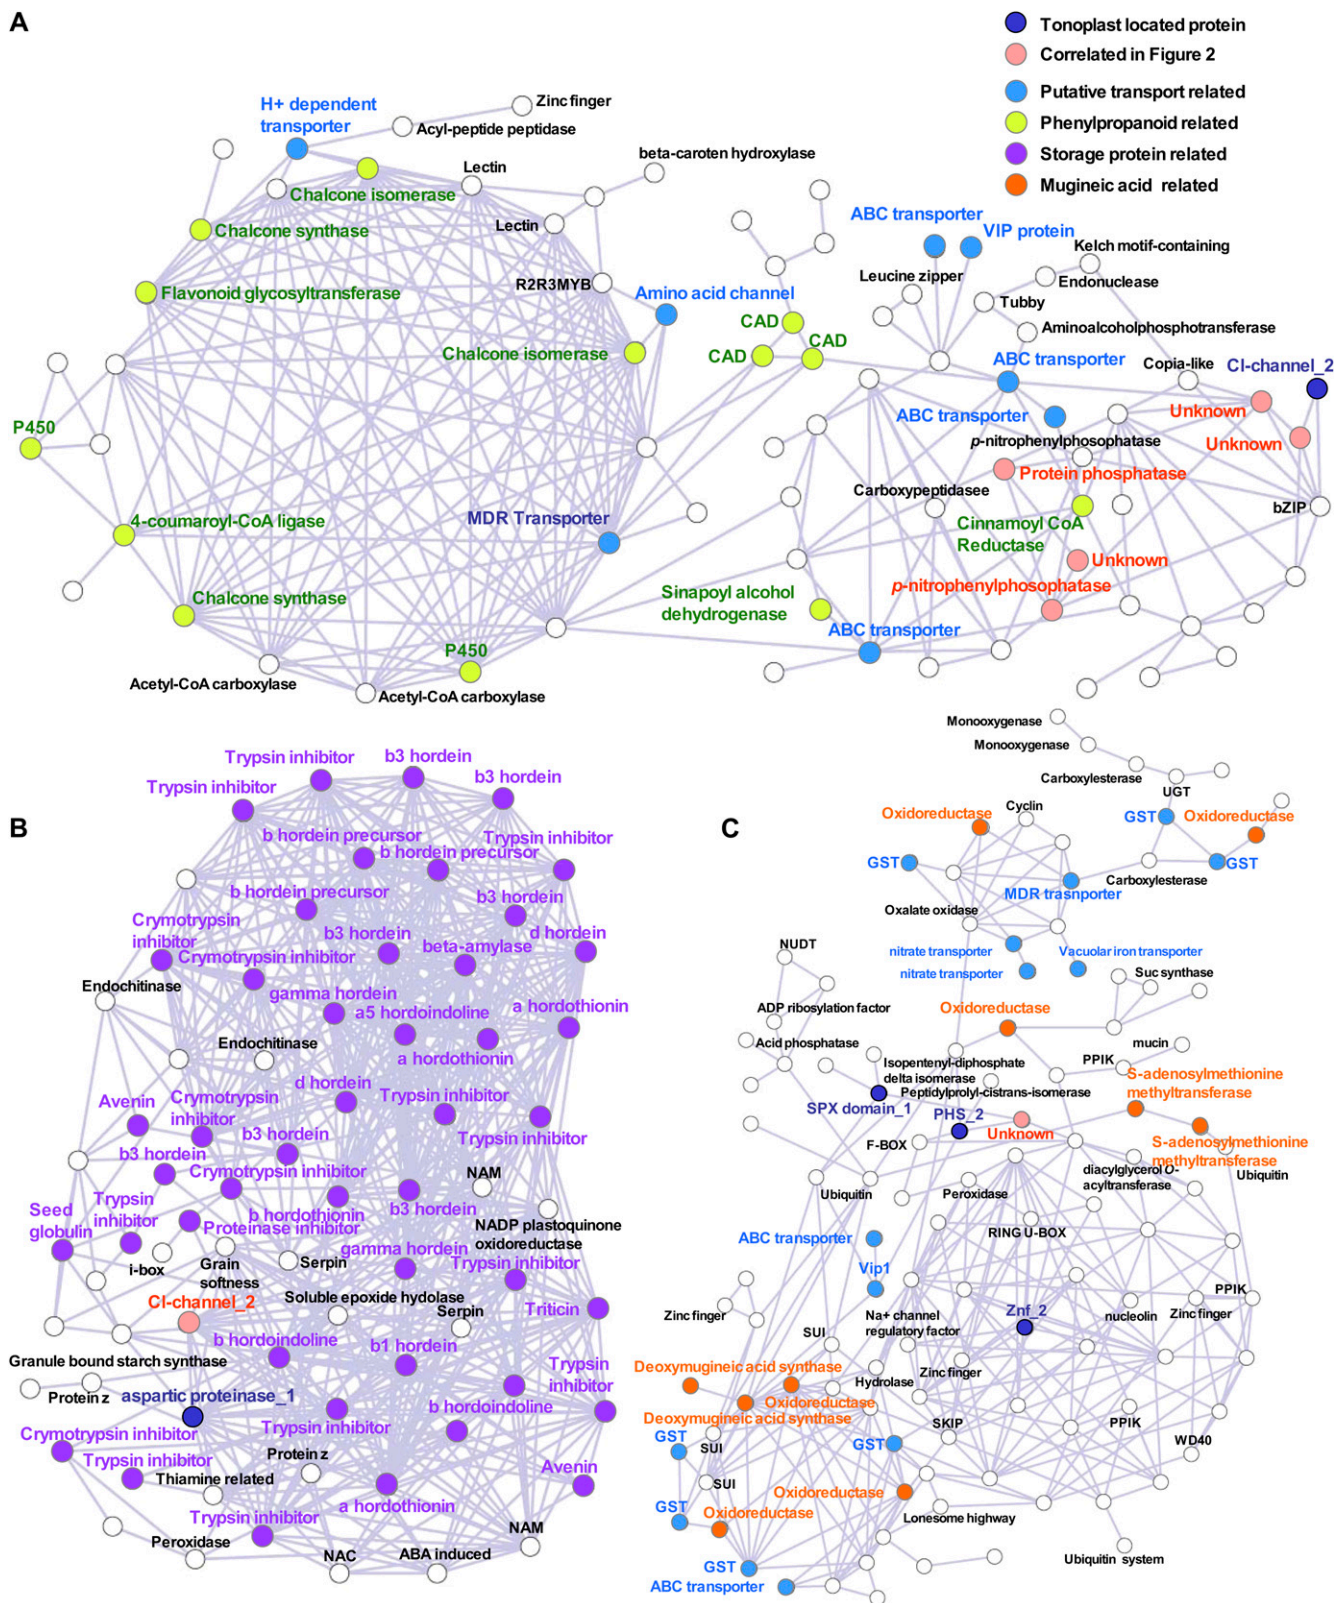 A
Tonoplast located protein
Correlated in Figure 2
Putative transport related
Phenylpropanoid related
Storage protein related
Mugineic acid related
H+ dependent
transporter
Zinc finger
Acyl-peptide peptidase
Lectin
beta-caroten hydroxylase
Chalcone isomerase
Chalcone synthase
Lectin
ABC transporter
VIP protein
Kelch motif-containing
Leucine zipper
Endonuclease
R2R3MYB
Flavonoid glycosyltransferase
Amino acid channel
Tubby
CAD
Aminoalcoholphosphotransferase
Chalcone isomerase
CAD
CAD
ABC transporter
Copia-like
Cl-channel_2
Unknown
ABC transporter
P450
p-nitrophenylphosophatase
Unknown
Protein phosphatase
Carboxypeptidasee
bZIP
4-coumaroyl-CoA ligase
MDR Transporter
Cinnamoyl CoA
Reductase
Unknown
p-nitrophenylphosophatase
Chalcone synthase
Sinapoyl alcohol
dehydrogenase
ABC transporter
P450
Acetyl-CoA carboxylase
Acetyl-CoA carboxylase
B
Trypsin inhibitor
b3 hordein
Trypsin inhibitor
b3 hordein
b hordein precursor
Trypsin inhibitor
b hordein precursor
b hordein precursor
b3 hordein
Crymotrypsin
inhibitor
b3 hordein
d hordein
beta-amylase
Crymotrypsin inhibitor
Endochitinase
gamma hordein
a5 hordoindoline
a hordothionin
Endochitinase
a hordothionin
d hordein
Trypsin inhibitor
Avenin
Crymotrypsin
inhibitor
b3 hordein
Trypsin inhibitor
b3 hordein
Crymotrypsin inhibitor
NAM
Seed
globulin
Trypsin
inhibitor
b hordothionin
b3 hordein
Proteinase inhibitor
NADP plastoquinone
oxidoreductase
i-box
Grain
softness
Serpin
gamma hordein
Trypsin inhibitor
Cl-channel_2
Soluble epoxide hydolase
Serpin
Triticin
b hordoindoline
b1 hordein
Granule bound starch synthase
Trypsin
inhibitor
Protein z
aspartic proteinase_1
b hordoindoline
Trypsin inhibitor
Crymotrypsin inhibitor
Trypsin inhibitor
Protein z
Thiamine related
Avenin
a hordothionin
Trypsin inhibitor
Peroxidase
NAM
NAC
ABA induced
C
Monooxygenase
Monooxygenase
Carboxylesterase
UGT
Cyclin
Oxidoreductase
GST
Oxidoreductase
GST
GST
Carboxylesterase
MDR trasnporter
Oxalate oxidase
NUDT
nitrate transporter
Vacuolar iron transporter
nitrate transporter
Suc synthase
ADP ribosylation factor
Oxidoreductase
Acid phosphatase
mucin
Isopentenyl-diphosphate
delta isomerase
PPIK
Peptidylprolyl-cistrans-isomerase
S-adenosylmethionine
methyltransferase
SPX domain_1
PHS_2
Unknown
F-BOX
S-adenosylmethionine
methyltransferase
diacylglycerol O-
acyltransferase
Ubiquitin
Ubiquitin
Peroxidase
RING U-BOX
ABC transporter
Vip1
Zinc finger
Na+ channel
regulatory factor
Znf_2
nucleolin
Zinc finger
PPIK
SUI
Zinc finger
Deoxymugineic acid synthase
Hydrolase
Oxidoreductase
Deoxymugineic acid synthase
GST
SUI
GST
SKIP
PPIK
WD40
SUI
Oxidoreductase
GST
Oxidoreductase
Lonesome highway
Ubiquitin system
GST
ABC transporter